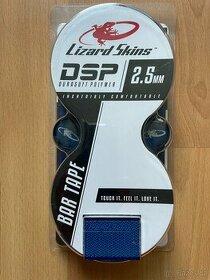 Lizard Skins
DSP
DURASOFT POLYMER
2.5MM
INCREDIBLY COMFORTABLE
BAR TAPE
TOUCH IT. FEEL IT. LOVE IT.